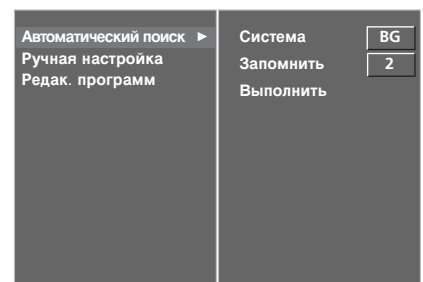 Автоматический поиск ►
Ручная настройка
Редак. программ
Система BG
Запомнить 2
Выполнить